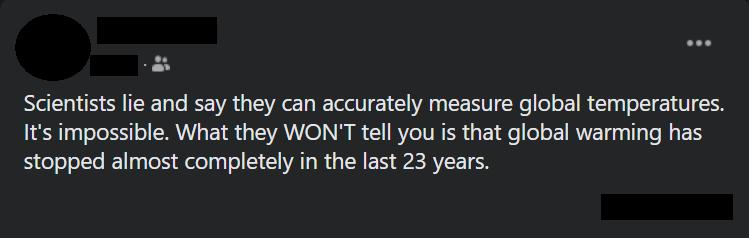 Scientists lie and say they can accurately measure global temperatures.
It's impossible. What they WON'T tell you is that global warming has
stopped almost completely in the last 23 years.